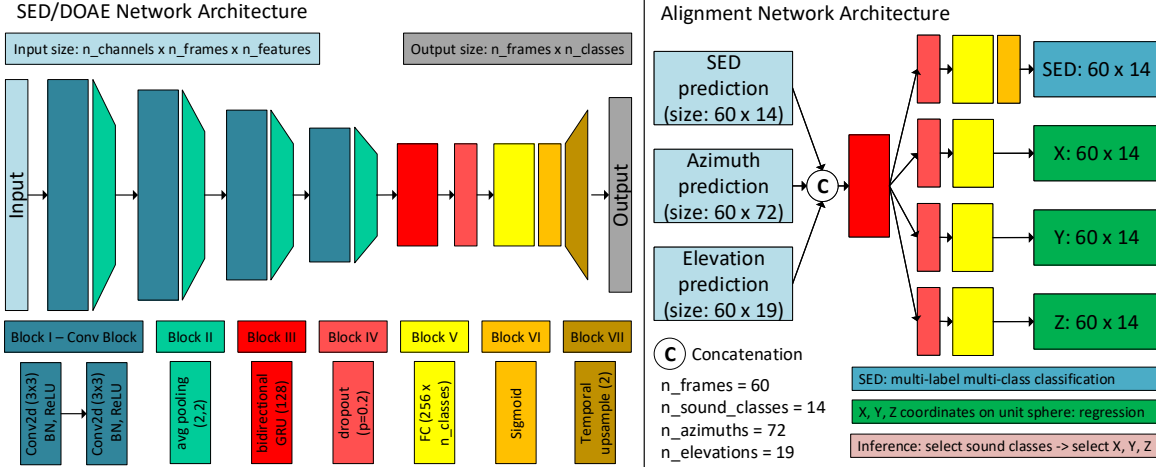 SED/DOAE Network Architecture
Input size: n_channels x n_frames x n_features
Output size: n_frames x n_classes
Input
Output
Block I – Conv Block
Block II
Block III
Block IV
Block V
Block VI
Block VII
Conv2d (3x3)
BN, ReLU
Conv2d (3x3)
BN, ReLU
avg pooling
(2,2)
bidirectional
GRU (128)
dropout
(p=0.2)
FC (256 x
n_classes)
Sigmoid
Temporal
upsample (2)
Alignment Network Architecture
SED
prediction
(size: 60 x 14)
Azimuth
prediction
(size: 60 x 72)
Elevation
prediction
(size: 60 x 19)
C
SED: 60 x 14
X: 60 x 14
Y: 60 x 14
Z: 60 x 14
C Concatenation
n_frames = 60
n_sound_classes = 14
n_azimuths = 72
n_elevations = 19
SED: multi-label multi-class classification
X, Y, Z coordinates on unit sphere: regression
Inference: select sound classes -> select X, Y, Z